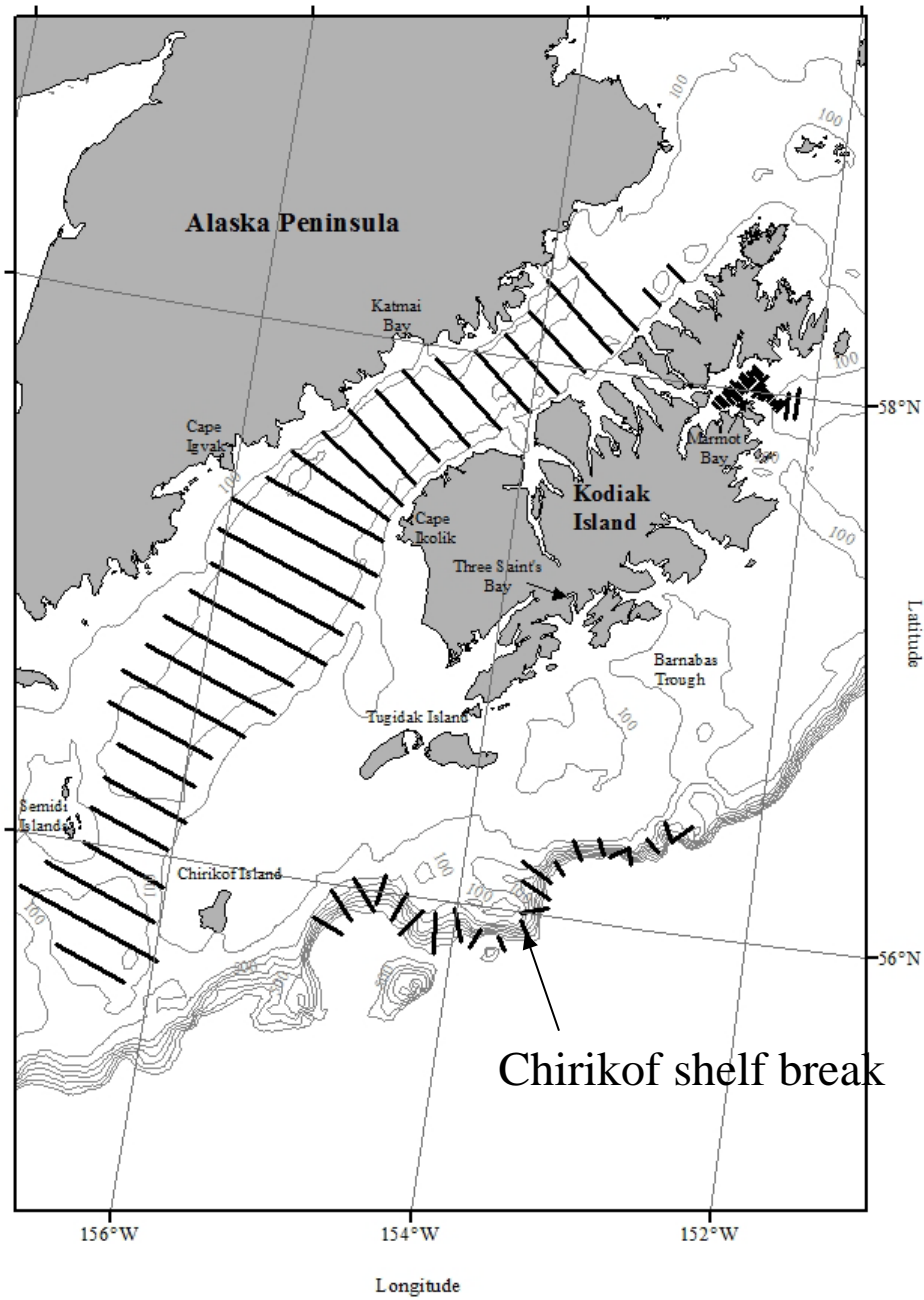 100
100
Alaska Peninsula
Katmai
Bay
100
58°N
Cape
Igvak
Marmot
Bay
100
100
Kodiak
Island
Cape
Ikolik
100
Three Saint's
Bay
Latitude
Barnabas
Trough
Tugidak Island
100
Semidi
Islands
Chirikof Island
100
100
100
100
56°N
Chirikof shelf break
156°W
154°W
152°W
Longitude